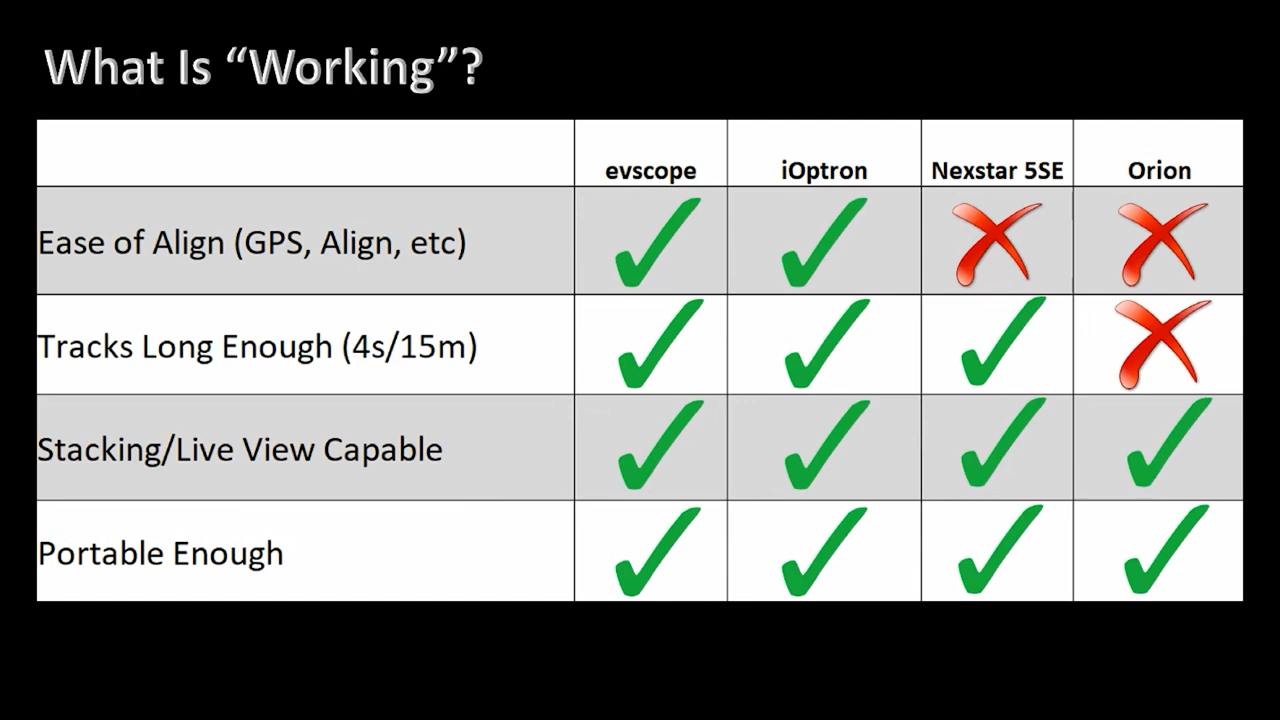 What Is “Working”?
evscope iOptron Nexstar 5SE Orion
Ease of Align (GPS, Align, etc)
Tracks Long Enough (4s/15m)
Stacking/Live View Capable
Portable Enough